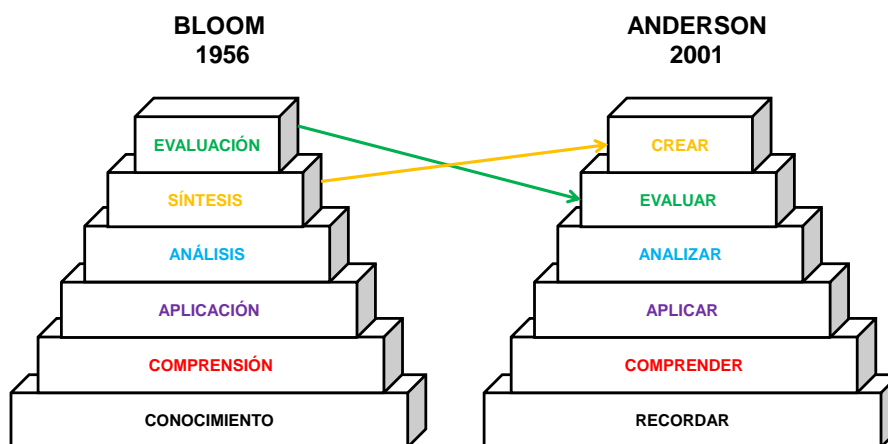 BLOOM
1956
EVALUACIÓN
SÍNTESIS
ANÁLISIS
APLICACIÓN
COMPRENSIÓN
CONOCIMIENTO
ANDERSON
2001
CREAR
EVALUAR
ANALIZAR
APLICAR
COMPRENDER
RECORDAR